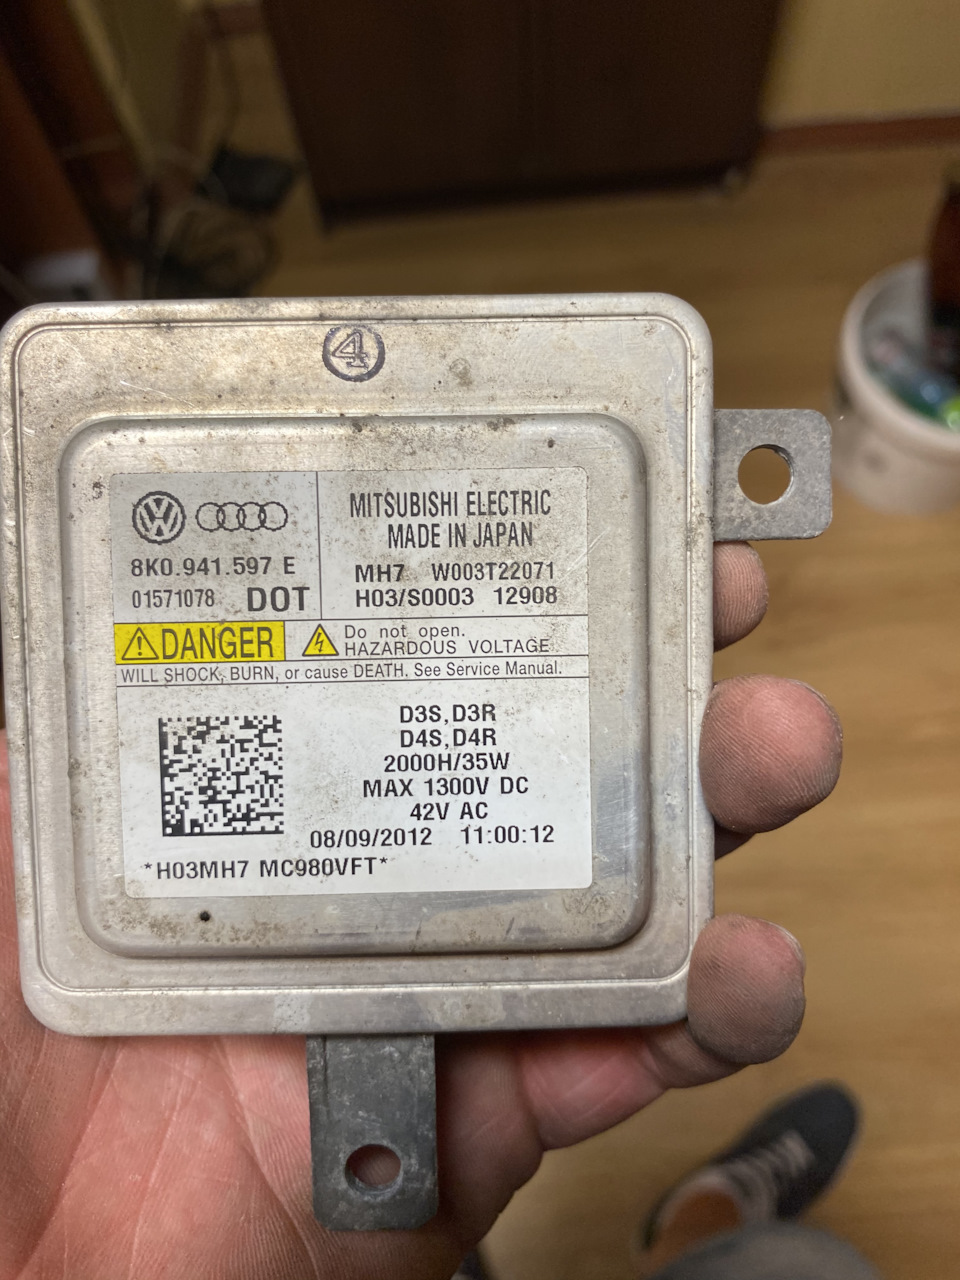 4
8K0.941.597 E
01571078 DOT
MITSUBISHI ELECTRIC
MADE IN JAPAN
MH7 W003T22071
H03/S0003 12908
DANGER
Do not open.
HAZARDOUS VOLTAGE
WILL SHOCK, BURN, or cause DEATH. See Service Manual.
D3S,D3R
D4S,D4R
2000H/35W
MAX 1300V DC
42V AC
08/09/2012 11:00:12
*H03MH7 MC980VFT*